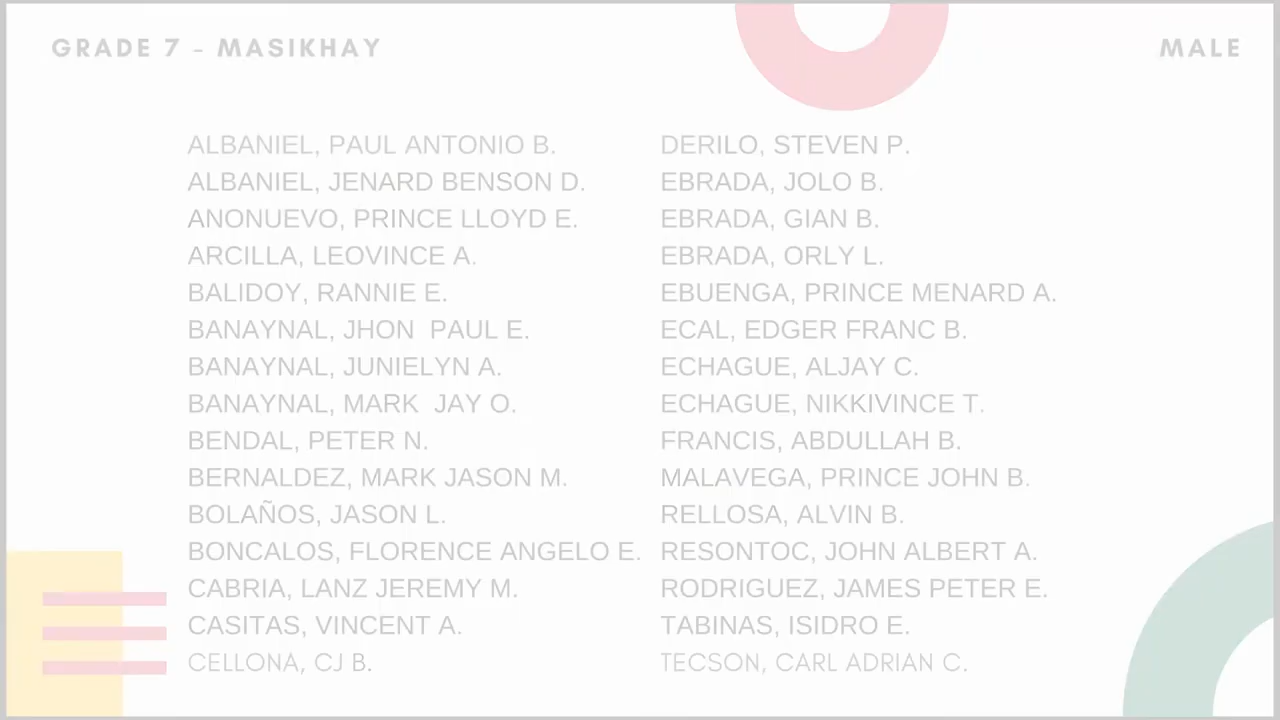 GRADE 7 - MASIKHAY
MALE
ALBANIEL, PAUL ANTONIO B.
ALBANIEL, JENARD BENSON D.
ANONUEVO, PRINCE LLOYD E.
ARCILLA, LEOVINCE A.
BALIDOY, RANNIE E.
BANAYNAL, JHON  PAUL E.
BANAYNAL, JUNIELYN A.
BANAYNAL, MARK  JAY O.
BENDAL, PETER N.
BERNALDEZ, MARK JASON M.
BOLAÑOS, JASON L.
BONCALOS, FLORENCE ANGELO E.
CABRIA, LANZ JEREMY M.
CASITAS, VINCENT A.
CELLONA, CJ B.
DERILO, STEVEN P.
EBRADA, JOLO B.
EBRADA, GIAN B.
EBRADA, ORLY L.
EBUENGA, PRINCE MENARD A.
ECAL, EDGER FRANC B.
ECHAGUE, ALJAY C.
ECHAGUE, NIKKIVINCE T.
FRANCIS, ABDULLAH B.
MALAVEGA, PRINCE JOHN B.
RELLOSA, ALVIN B.
RESONTOC, JOHN ALBERT A.
RODRIGUEZ, JAMES PETER E.
TABINAS, ISIDRO E.
TECSON, CARL ADRIAN C.